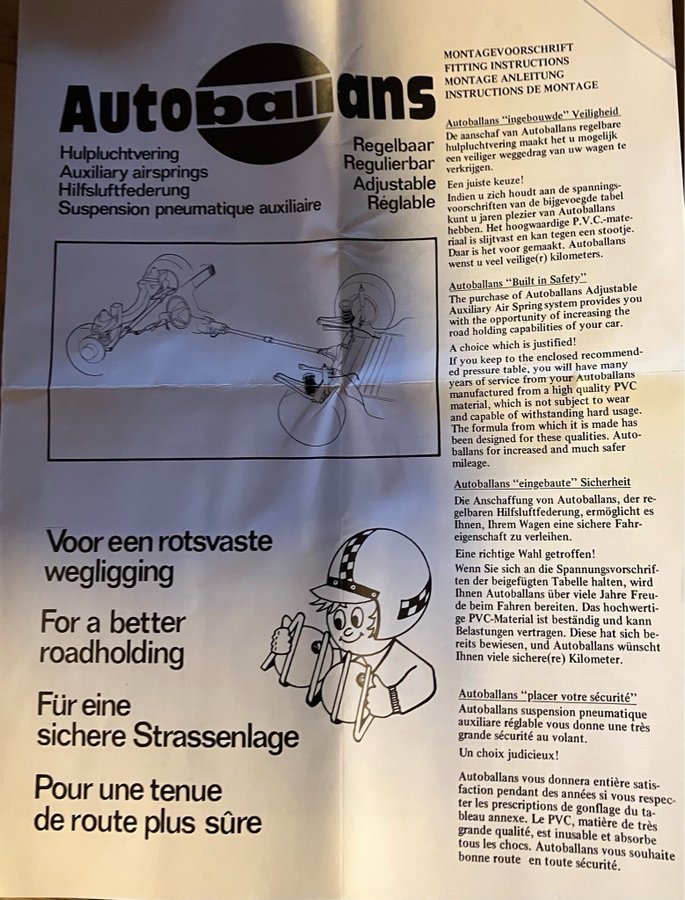 Autoballans
Hulpluchtvering
Auxiliary airsprings
Hilfsluftfederung
Suspension pneumatique auxiliaire
Regelbaar
Regulierbar
Adjustable
Réglable
Voor een rotsvaste
wegligging
For a better
roadholding
Für eine
sichere Strassenlage
Pour une tenue
de route plus sûre
MONTAGEVOORSCHRIFT
FITTING INSTRUCTIONS
MONTAGE ANLEITUNG
INSTRUCTIONS DE MONTAGE
Autoballans "ingebouwde" Veiligheid
De aanschaf van Autoballans regelbare
hulpluchtvering maakt het u mogelijk
een veiliger weggedrag van uw wagen te
verkrijgen.
Een juiste keuze!
Indien u zich houdt aan de spannings-
voorschriften van de bijgevoegde tabel
kunt u jaren plezier van Autoballans
hebben. Het hoogwaardige P.V.C.-mate-
riaal is slijtvast en kan tegen een stootje.
Daar is het voor gemaakt. Autoballans
wenst u veel veilige(r) kilometers.
Autoballans "Built in Safety"
The purchase of Autoballans Adjustable
Auxiliary Air Spring system provides you
with the opportunity of increasing the
road holding capabilities of your car.
A choice which is justified!
If you keep to the enclosed recommend-
ed pressure table, you will have many
years of service from your Autoballans
manufactured from a high quality PVC
material, which is not subject to wear
and capable of withstanding hard usage.
The formula from which it is made has
been designed for these qualities. Auto-
ballans for increased and much safer
mileage.
Autoballans "eingebaute" Sicherheit
Die Anschaffung von Autoballans, der re-
gelbaren Hilfsluftfederung, ermöglicht es
Ihnen, Ihrem Wagen eine sichere Fahr-
eigenschaft zu verleihen.
Eine richtige Wahl getroffen!
Wenn Sie sich an die Spannungsvorschrif-
ten der beigefügten Tabelle halten, wird
Ihnen Autoballans über viele Jahre Freu-
de beim Fahren bereiten. Das hochwerti-
ge PVC-Material ist beständig und kann
Belastungen vertragen. Diese hat sich be-
reits bewiesen, und Autoballans wünscht
Ihnen viele sichere(re) Kilometer.
Autoballans "placer votre sécurité"
Autoballans suspension pneumatique
auxiliare réglable vous donne une très
grande sécurité au volant.
Un choix judicieux!
Autoballans vous donnera entière satis-
faction pendant des années si vous respec-
ter les prescriptions de gonflage du ta-
bleau annexe. Le PVC, matière de très
grande qualité, est inusable et absorbe
tous les chocs. Autoballans vous souhaite
bonne route en toute sécurité.